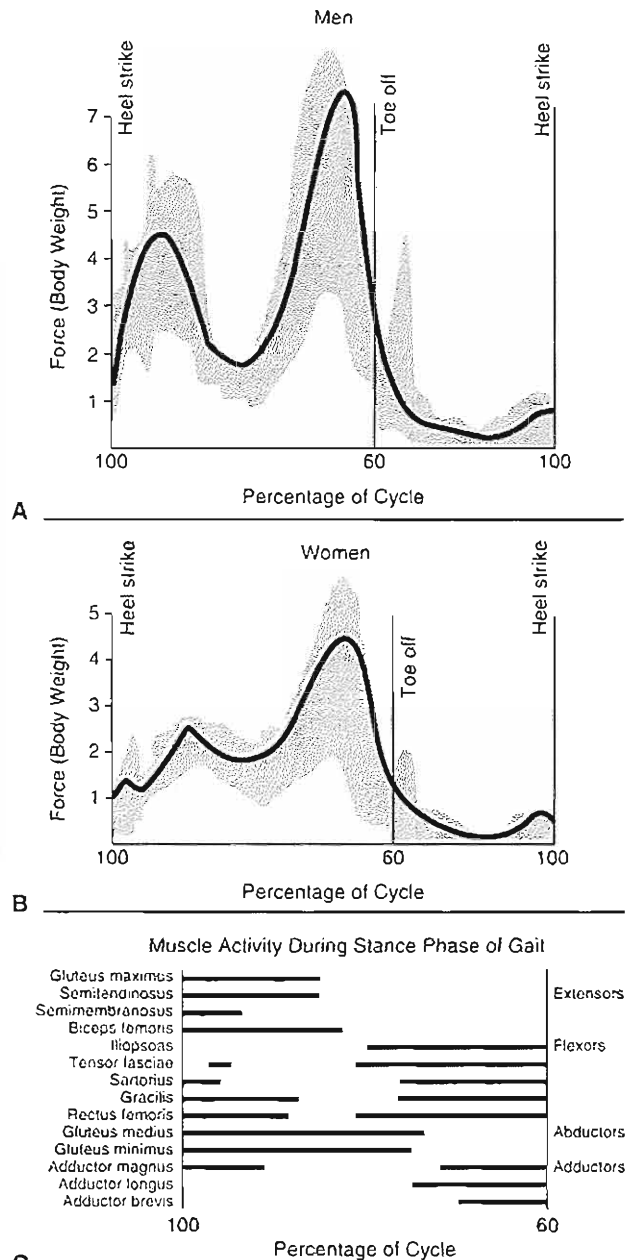 Men
Heel strike
Toe off
Heel strike
7
6
5
4
3
2
1
Force (Body Weight)
100
60
100
Percentage of Cycle
A
Women
Heel strike
Toe off
Heel strike
5
4
3
2
1
Force (Body Weight)
100
60
100
Percentage of Cycle
B
Muscle Activity During Stance Phase of Gait
Gluteus maximus
Semitendinosus
Extensors
Semimembranosus
Biceps femoris
Iliopsoas
Flexors
Tensor fasciae
Sartorius
Gracilis
Rectus femoris
Gluteus medius
Abductors
Gluteus minimus
Adductor magnus
Adductors
Adductor longus
Adductor brevis
100
60
Percentage of Cycle